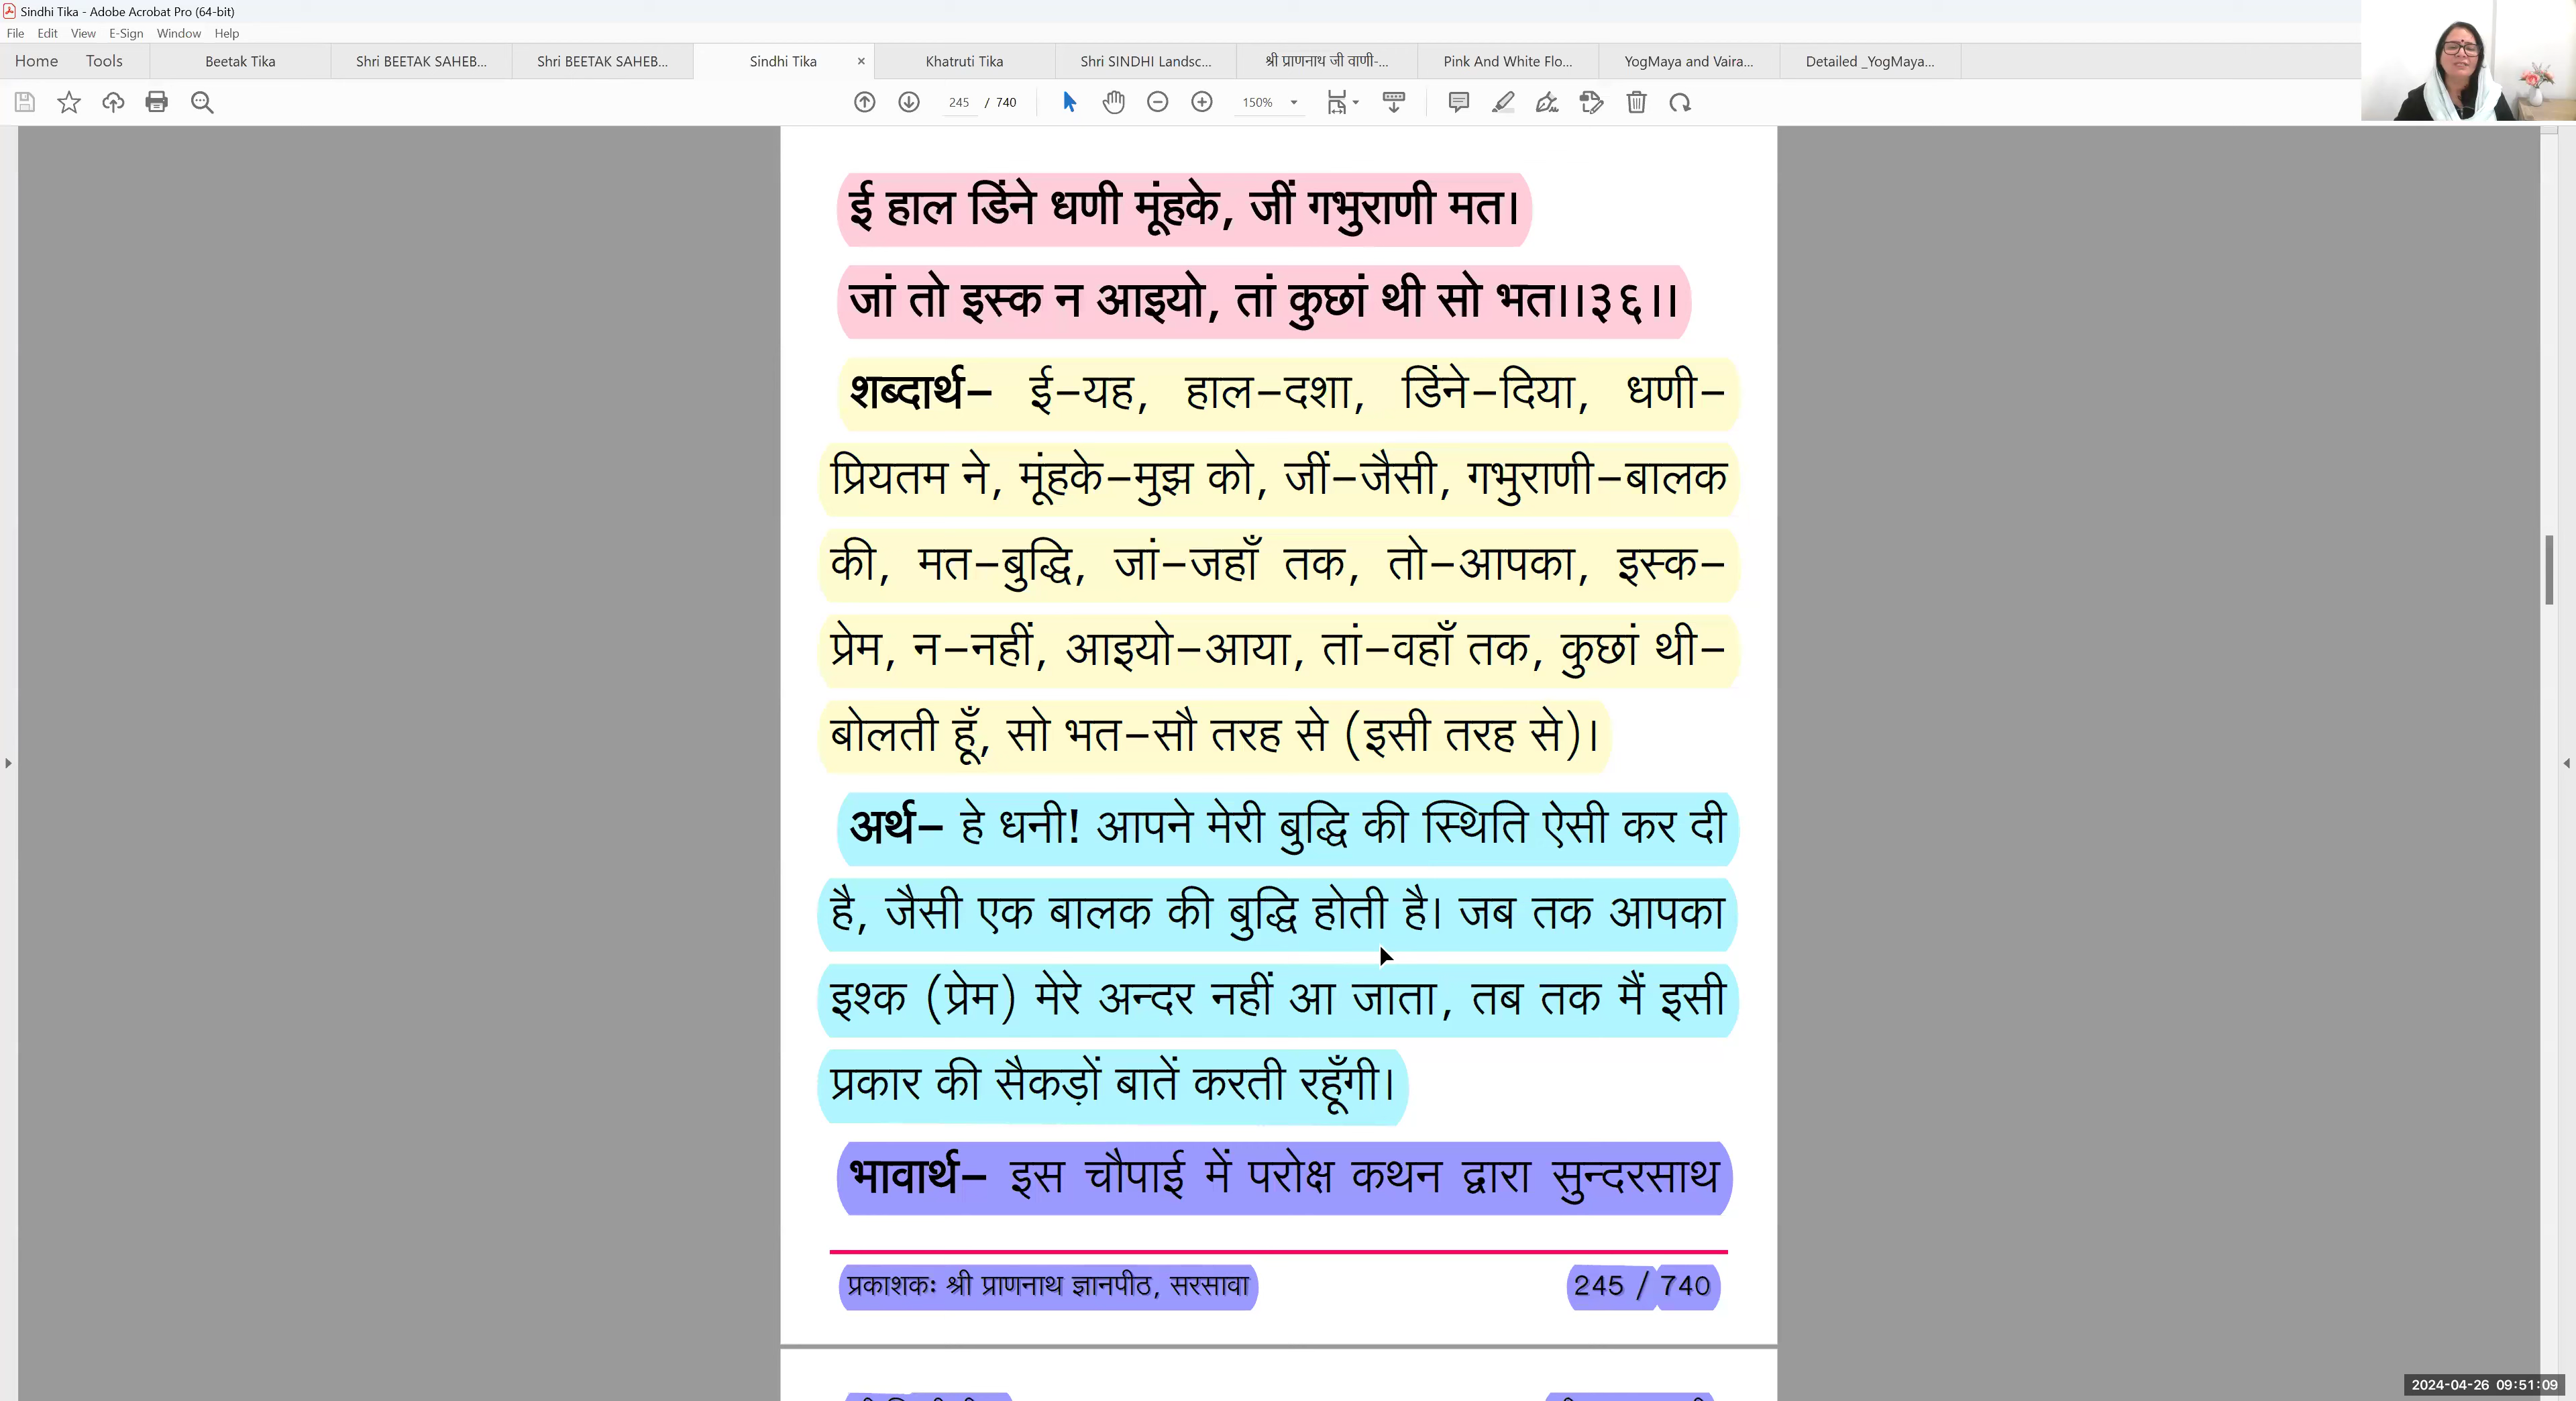 Sindhi Tika - Adobe Acrobat Pro (64-bit)
File Edit View E-Sign Window Help
Home Tools Beetak Tika Shri BEETAK SAHEB... Shri BEETAK SAHEB... Sindhi Tika × Khatruti Tika Shri SINDHI Landsc... श्री प्राणनाथ जी वाणी-... Pink And White Flo... YogMaya and Vaira... Detailed _YogMaya...
245 / 740 150%
ई हाल डिंने धणी मूंहके, जीं गभुराणी मत।
जां तो इस्क न आइयो, तां कुछां थी सो भत।।३६।।
शब्दार्थ– ई–यह, हाल–दशा, डिंने–दिया, धणी–
प्रियतम ने, मूंहके–मुझ को, जीं–जैसी, गभुराणी–बालक
की, मत–बुद्धि, जां–जहाँ तक, तो–आपका, इस्क–
प्रेम, न–नहीं, आइयो–आया, तां–वहाँ तक, कुछां थी–
बोलती हूँ, सो भत–सौ तरह से (इसी तरह से)।
अर्थ– हे धनी! आपने मेरी बुद्धि की स्थिति ऐसी कर दी
है, जैसी एक बालक की बुद्धि होती है। जब तक आपका
इश्क (प्रेम) मेरे अन्दर नहीं आ जाता, तब तक मैं इसी
प्रकार की सैकड़ों बातें करती रहूँगी।
भावार्थ– इस चौपाई में परोक्ष कथन द्वारा सुन्दरसाथ
प्रकाशकः श्री प्राणनाथ ज्ञानपीठ, सरसावा 245 / 740
2024-04-26 09:51:09